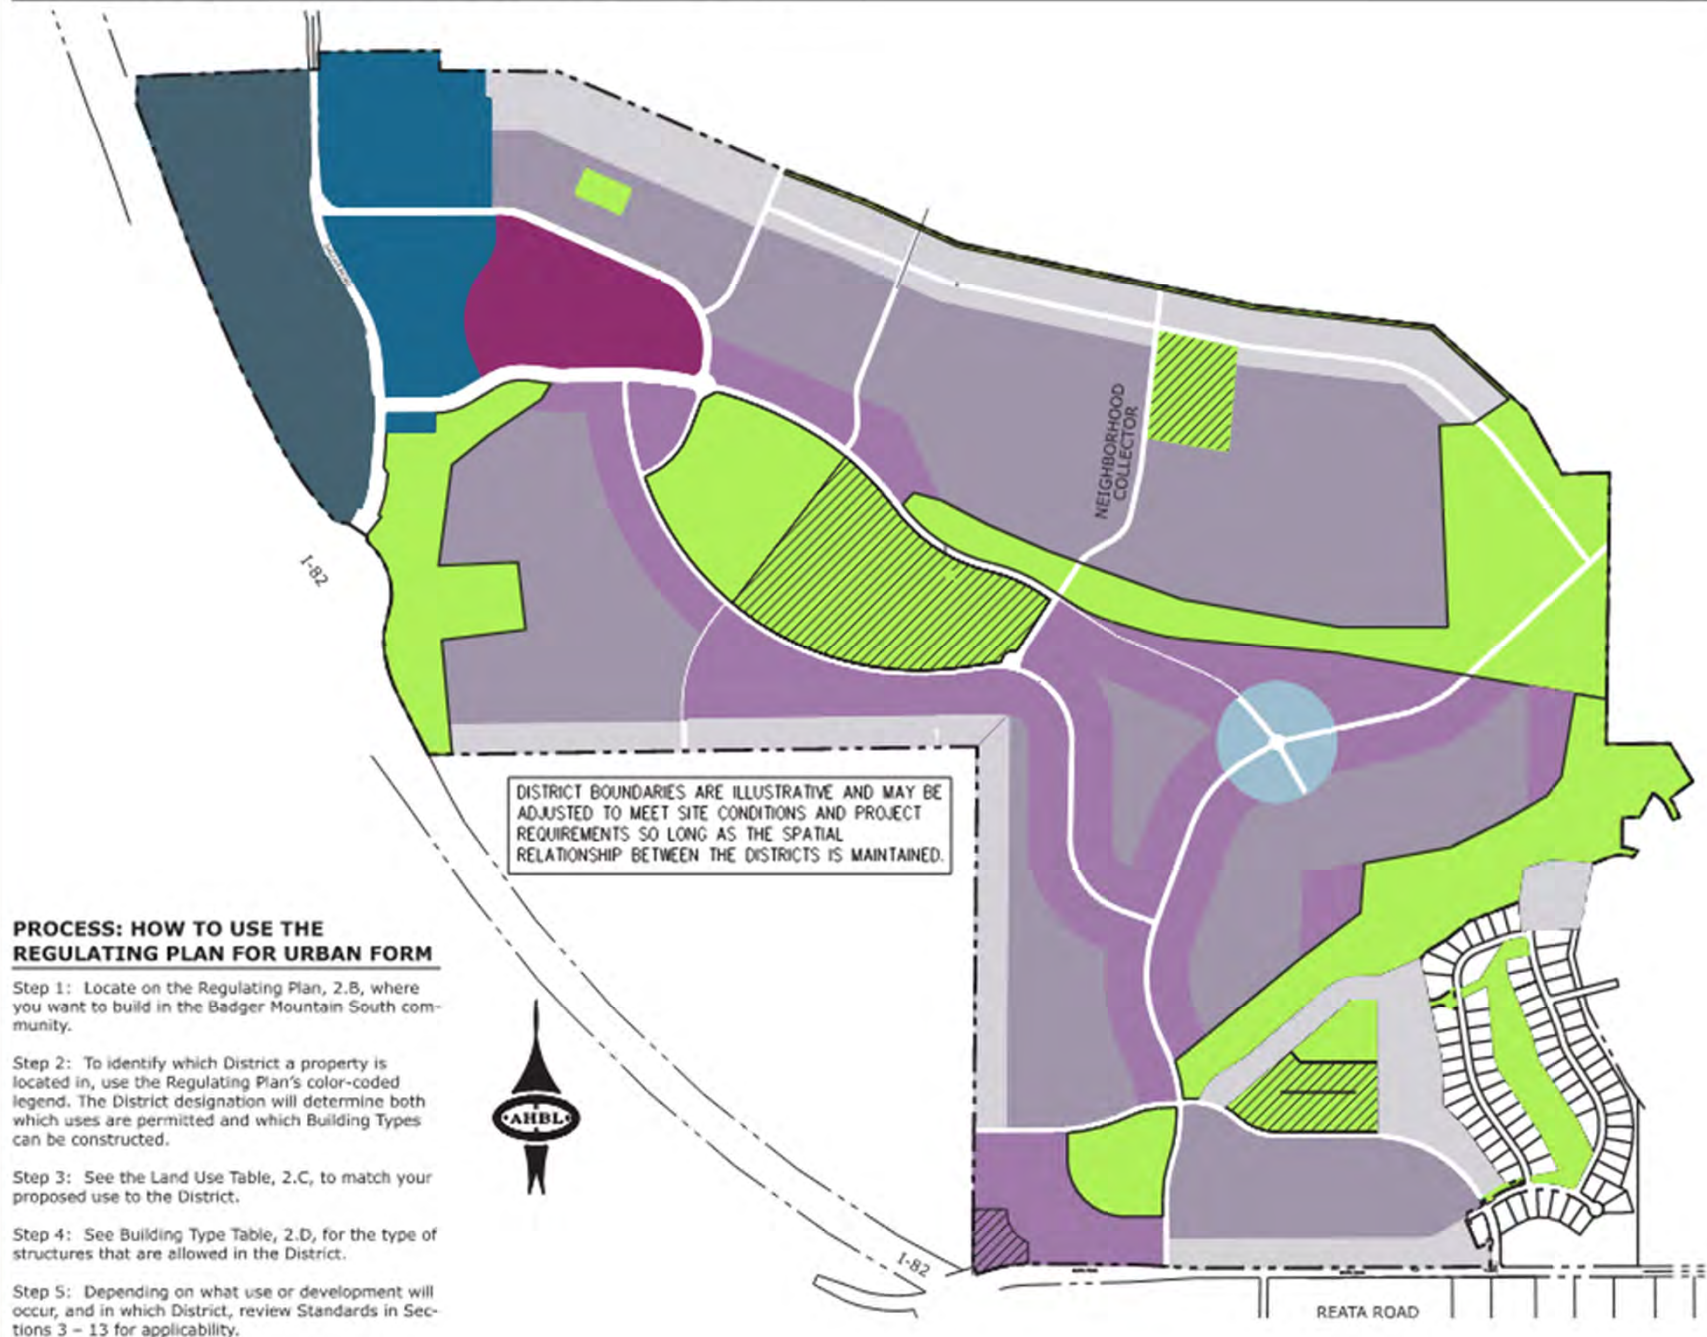 NEIGHBORHOOD
COLLECTOR
I-82
DISTRICT BOUNDARIES ARE ILLUSTRATIVE AND MAY BE
ADJUSTED TO MEET SITE CONDITIONS AND PROJECT
REQUIREMENTS SO LONG AS THE SPATIAL
RELATIONSHIP BETWEEN THE DISTRICTS IS MAINTAINED.
PROCESS: HOW TO USE THE
REGULATING PLAN FOR URBAN FORM
Step 1: Locate on the Regulating Plan, 2.B, where
you want to build in the Badger Mountain South com-
munity.
Step 2: To identify which District a property is
located in, use the Regulating Plan's color-coded
legend. The District designation will determine both
which uses are permitted and which Building Types
can be constructed.
Step 3: See the Land Use Table, 2.C, to match your
proposed use to the District.
Step 4: See Building Type Table, 2.D, for the type of
structures that are allowed in the District.
Step 5: Depending on what use or development will
occur, and in which District, review Standards in Sec-
tions 3 – 13 for applicability.
AHBL
I-82
REATA ROAD